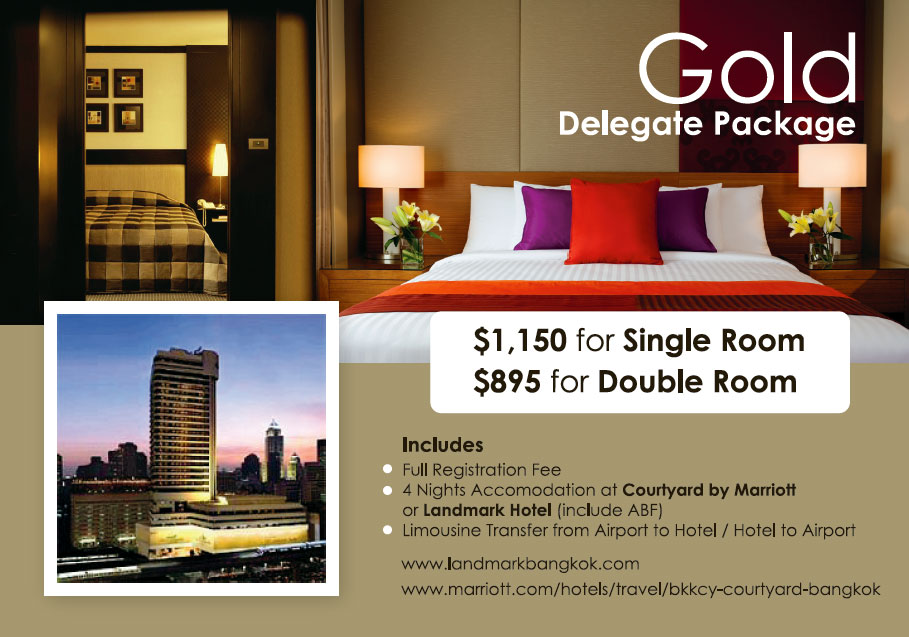 Gold
Delegate Package
$1,150 for Single Room
$895 for Double Room
Includes
Full Registration Fee
4 Nights Accomodation at Courtyard by Marriott
or Landmark Hotel (include ABF)
Limousine Transfer from Airport to Hotel / Hotel to Airport
www.landmarkbangkok.com
www.marriott.com/hotels/travel/bkkcy-courtyard-bangkok